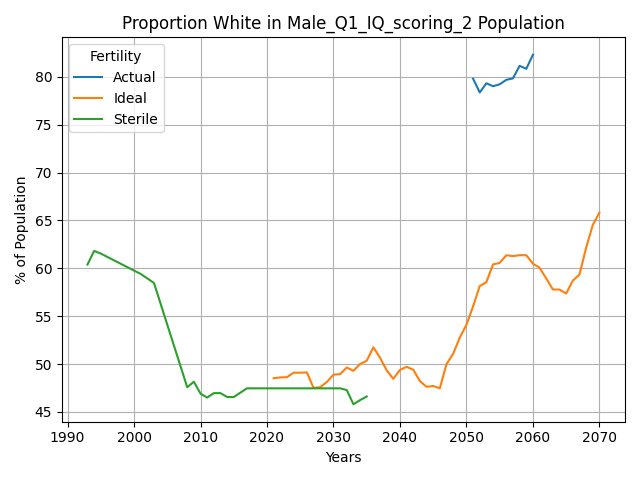 Proportion White in Male_Q1_IQ_scoring_2 Population
Fertility
Actual
Ideal
Sterile
% of Population
80
75
70
65
60
55
50
45
1990 2000 2010 2020 2030 2040 2050 2060 2070
Years